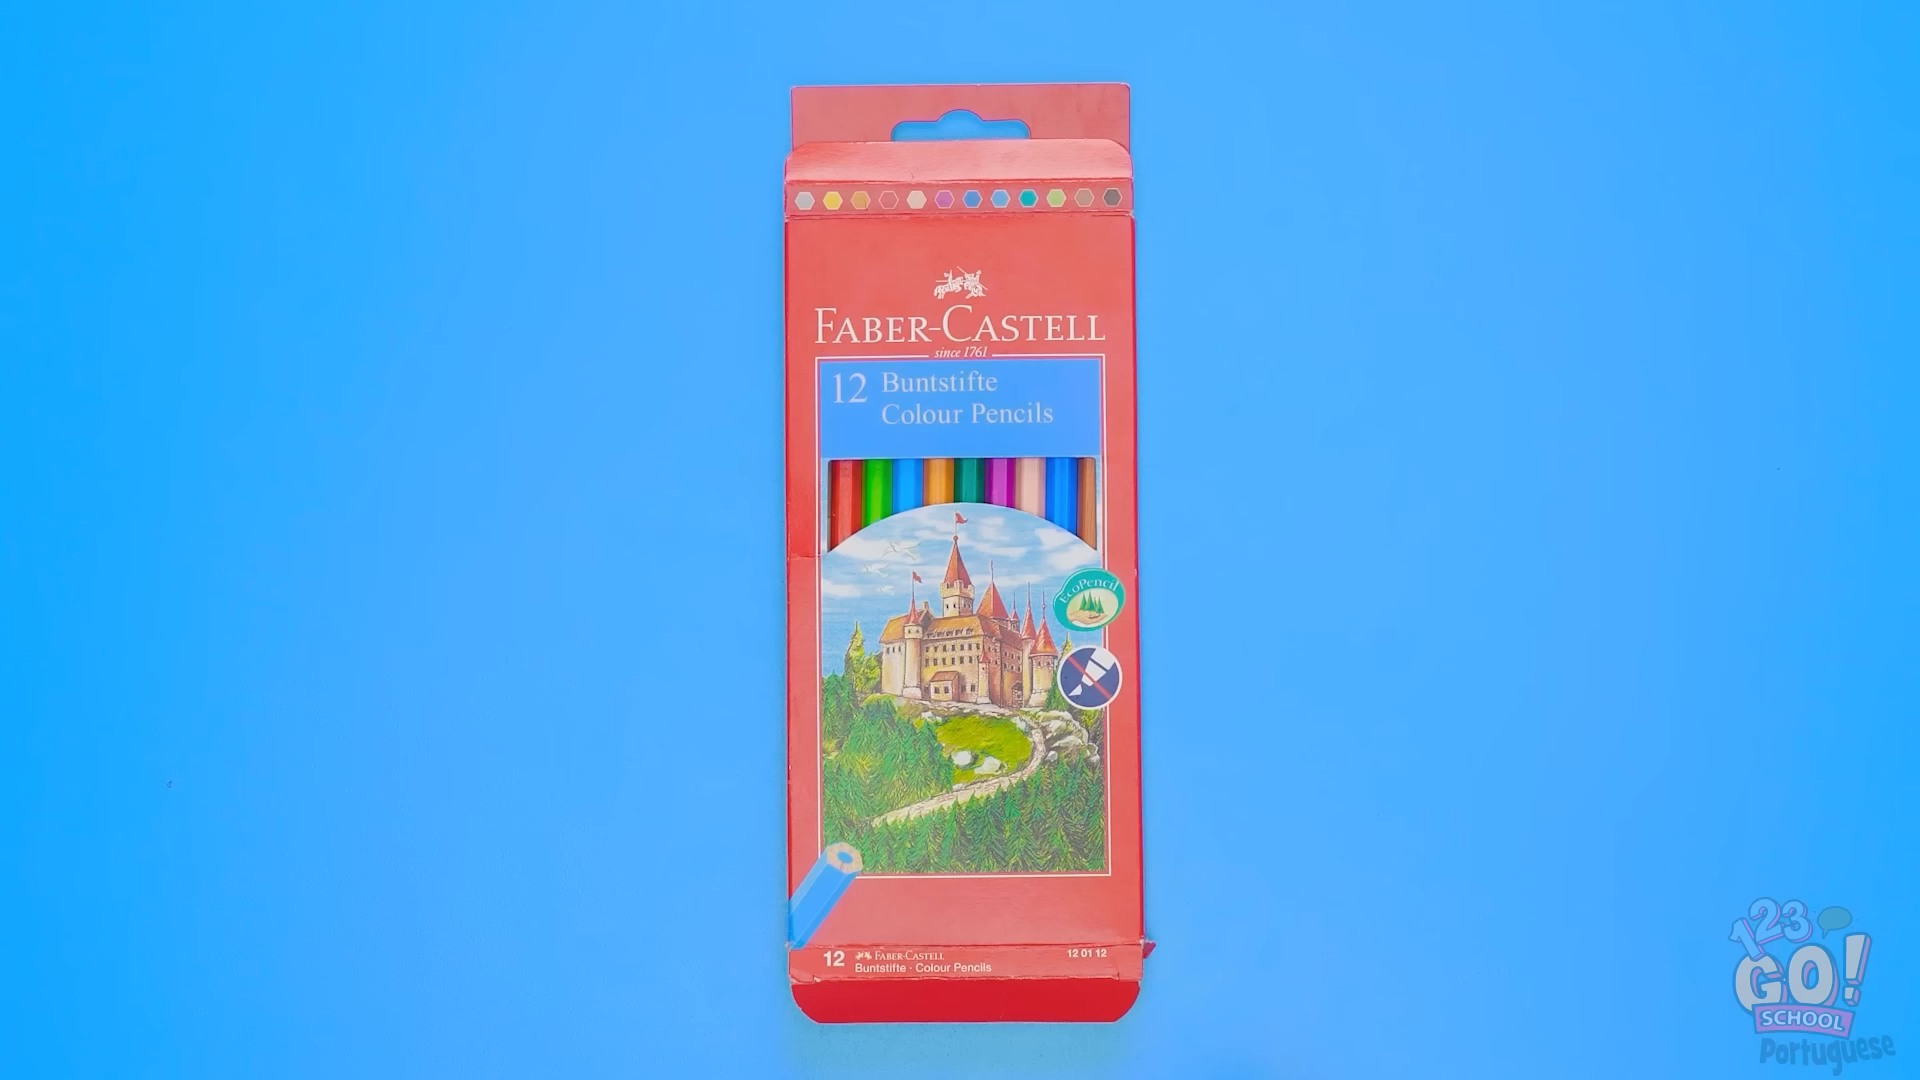 FABER-CASTELL
since 1761
12 Buntstifte
Colour Pencils
EcoPencil
12 FABER-CASTELL 12 01 12
Buntstifte · Colour Pencils
123
GO!
SCHOOL
Portuguese